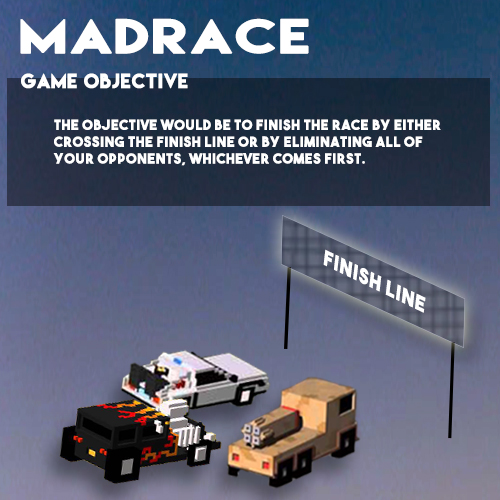 MADRACE
GAME OBJECTIVE
THE OBJECTIVE WOULD BE TO FINISH THE RACE BY EITHER
CROSSING THE FINISH LINE OR BY ELIMINATING ALL OF
YOUR OPPONENTS, WHICHEVER COMES FIRST.
FINISH LINE